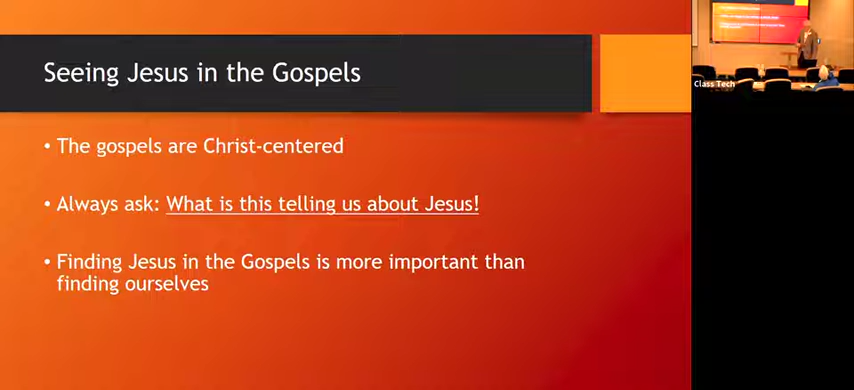 Seeing Jesus in the Gospels
• The gospels are Christ-centered
• Always ask: What is this telling us about Jesus!
• Finding Jesus in the Gospels is more important than
finding ourselves
Class Tech